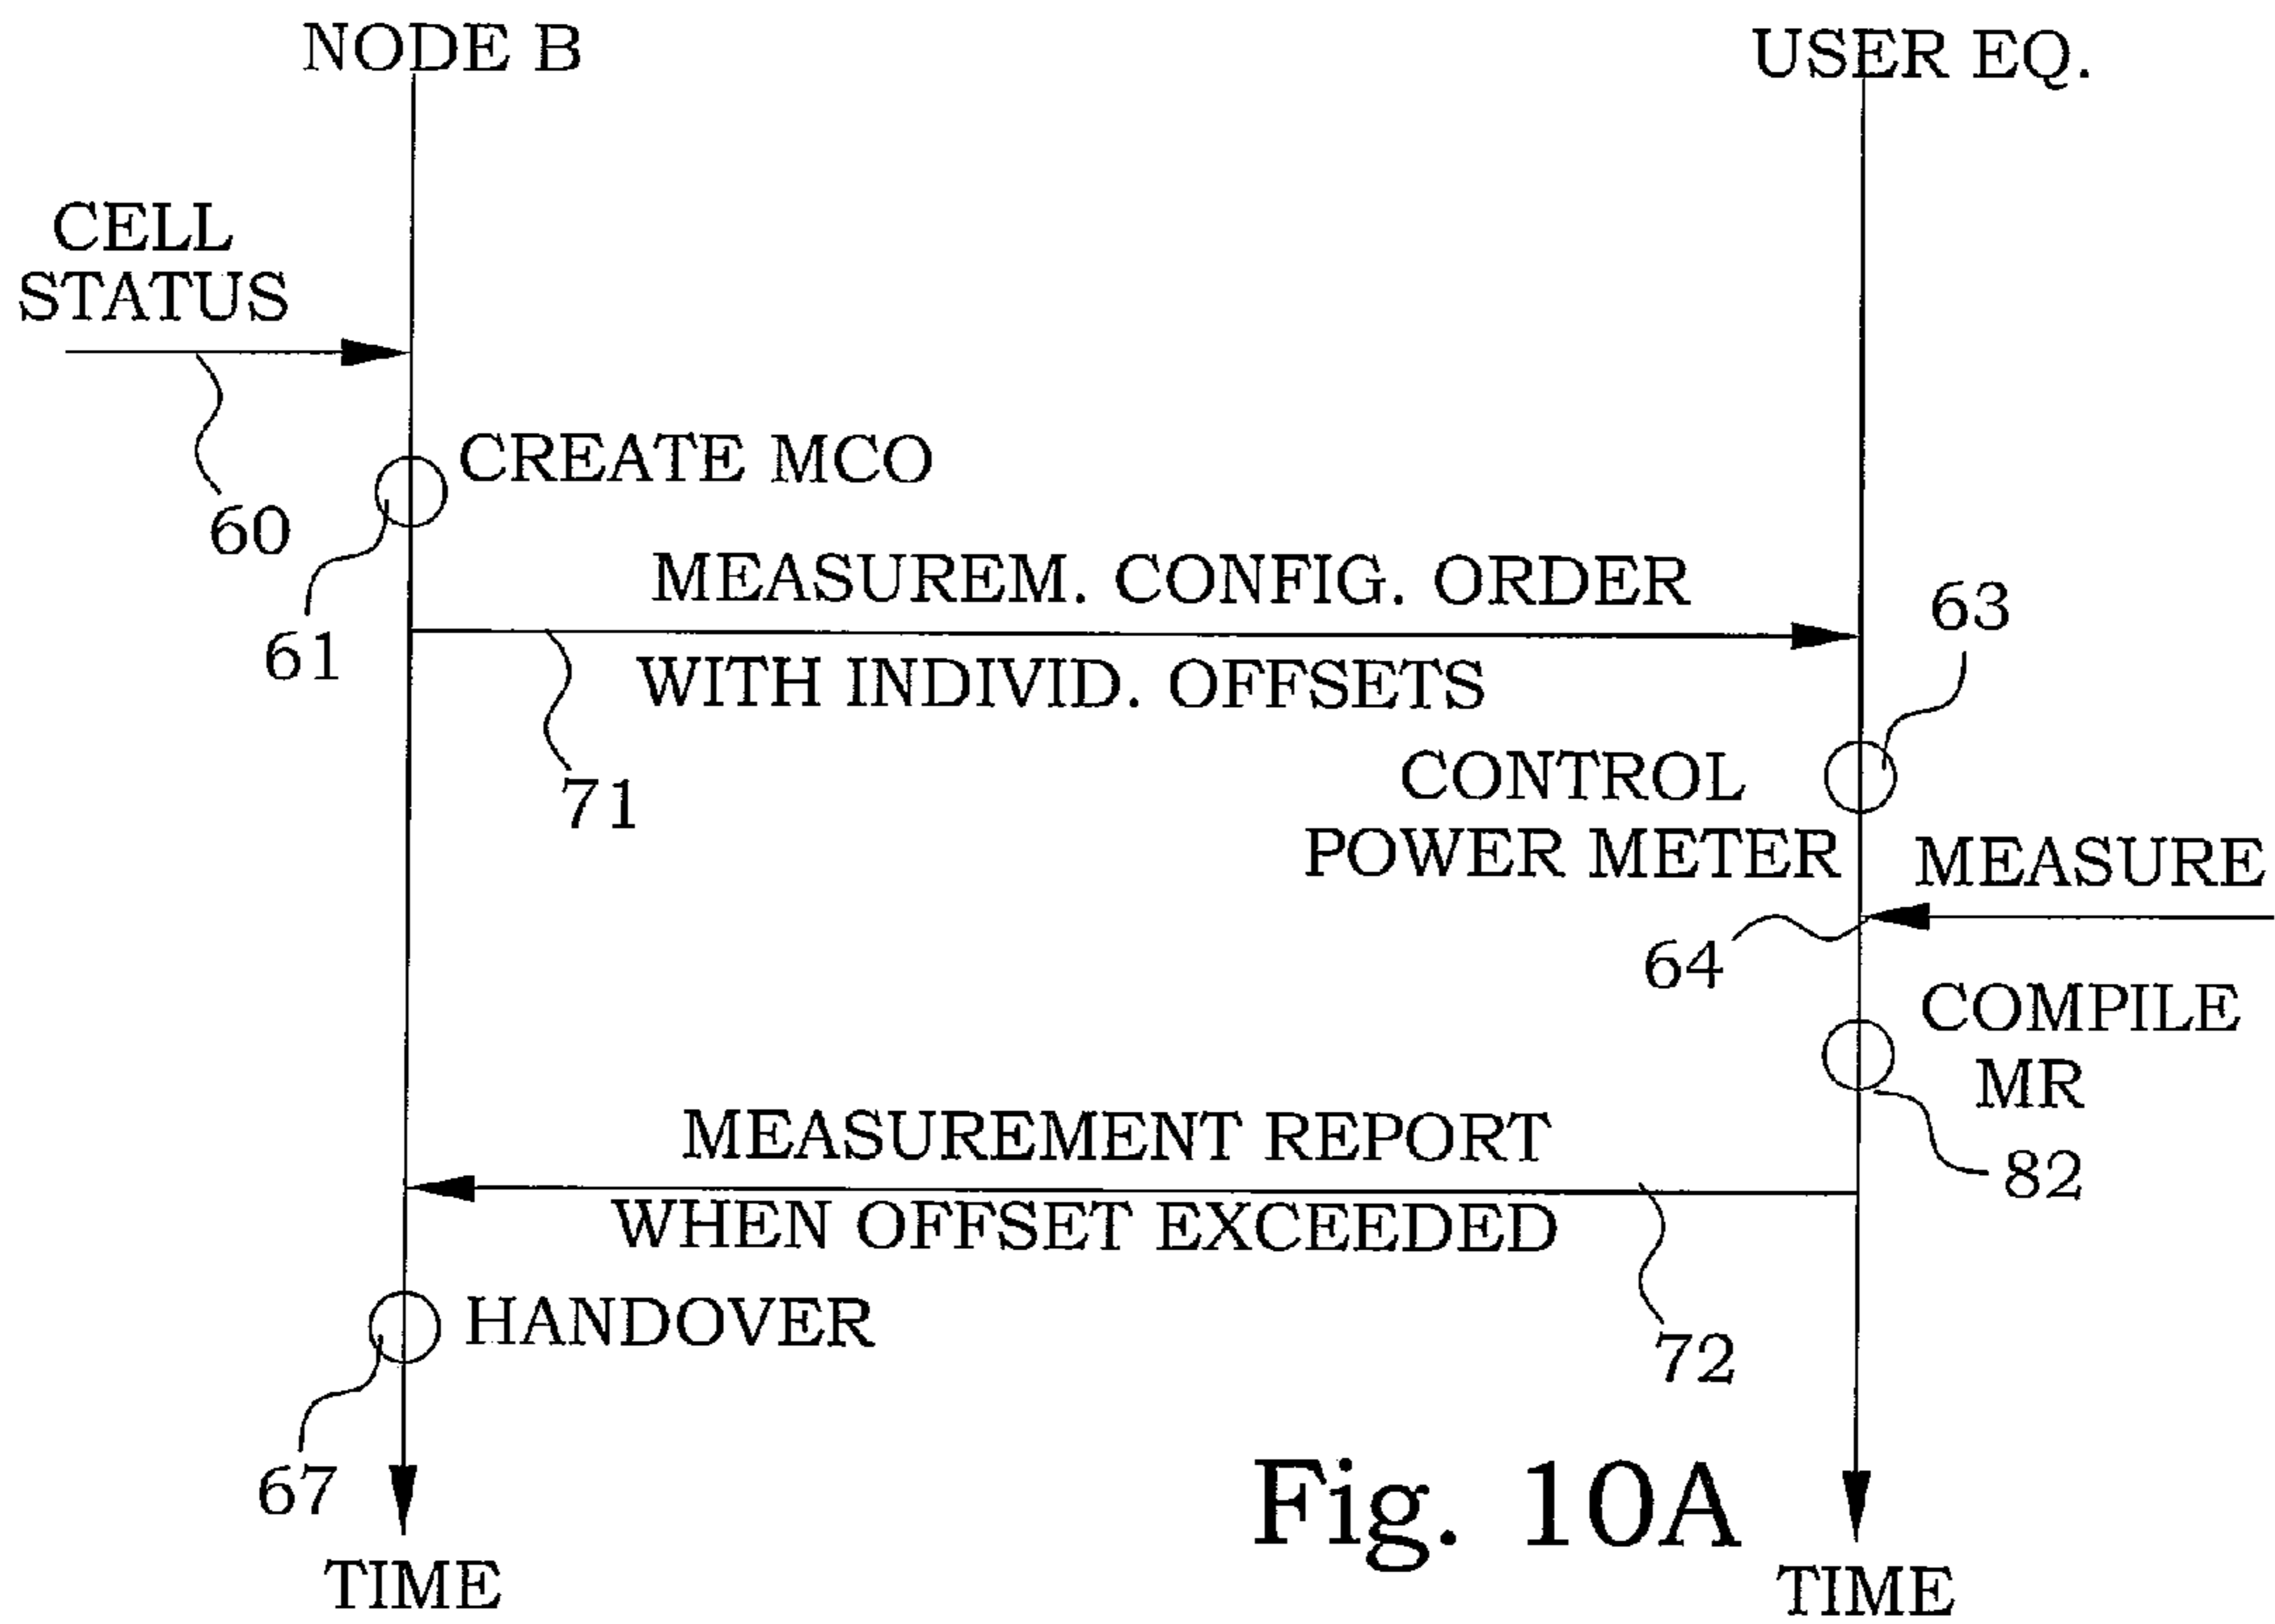 NODE B
USER EQ.
CELL
STATUS
60
CREATE MCO
61
MEASUREM. CONFIG. ORDER
WITH INDIVID. OFFSETS
71
63
CONTROL
POWER METER
MEASURE
64
COMPILE
MR
82
MEASUREMENT REPORT
WHEN OFFSET EXCEEDED
72
HANDOVER
67
Fig. 10A
TIME
TIME